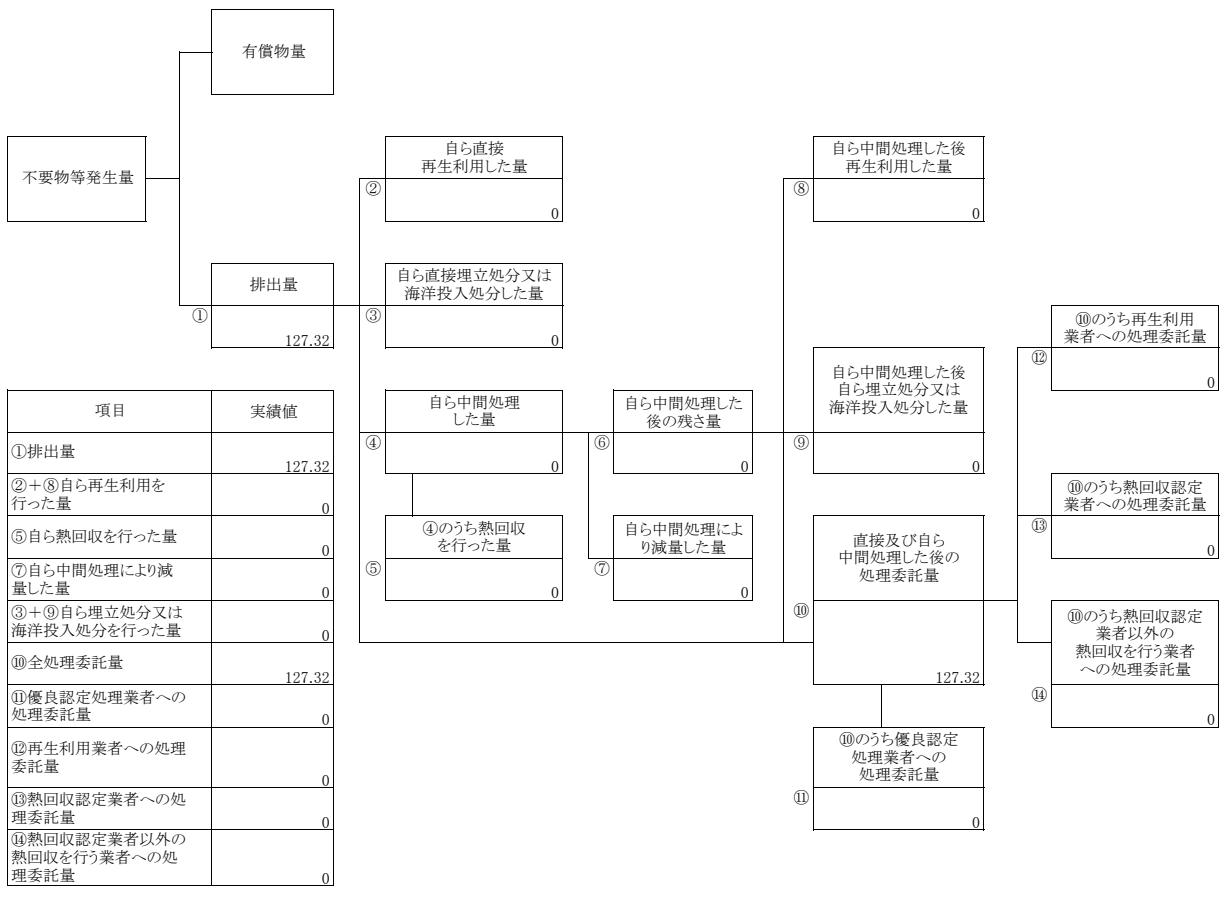 有償物量
不要物等発生量
自ら直接
再生利用した量
②
0
自ら中間処理した後
再生利用した量
⑧
0
排出量
①
127.32
自ら直接埋立処分又は
海洋投入処分した量
③
0
⑩のうち再生利用
業者への処理委託量
⑫
0
自ら中間処理
した量
④
0
自ら中間処理した
後の残さ量
⑥
0
自ら中間処理した後
自ら埋立処分又は
海洋投入処分した量
⑨
0
⑩のうち熱回収認定
業者への処理委託量
⑬
0
④のうち熱回収
を行った量
⑤
0
自ら中間処理によ
り減量した量
⑦
0
直接及び自ら
中間処理した後の
処理委託量
⑩
127.32
⑩のうち熱回収認定
業者以外の
熱回収を行う業者
への処理委託量
⑭
0
⑩のうち優良認定
処理業者への
処理委託量
⑪
0
項目 実績値
①排出量
127.32
②＋⑧自ら再生利用を
行った量
0
⑤自ら熱回収を行った量
0
⑦自ら中間処理により減
量した量
0
③＋⑨自ら埋立処分又は
海洋投入処分を行った量
0
⑩全処理委託量
127.32
⑪優良認定処理業者への
処理委託量
0
⑫再生利用業者への処理
委託量
0
⑬熱回収認定業者への処
理委託量
0
⑭熱回収認定業者以外の
熱回収を行う業者への処
理委託量
0